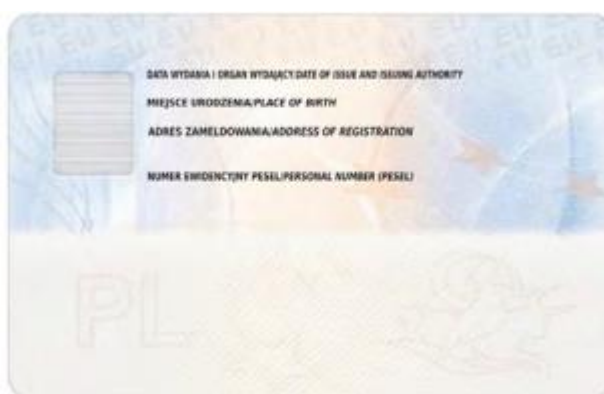 DATA WYDANIA I ORGAN WYDAJĄCY/DATE OF ISSUE AND ISSUING AUTHORITY
MIEJSCE URODZENIA/PLACE OF BIRTH
ADRES ZAMELDOWANIA/ADDRESS OF REGISTRATION
NUMER EWIDENCYJNY PESEL/PERSONAL NUMBER (PESEL)
PL